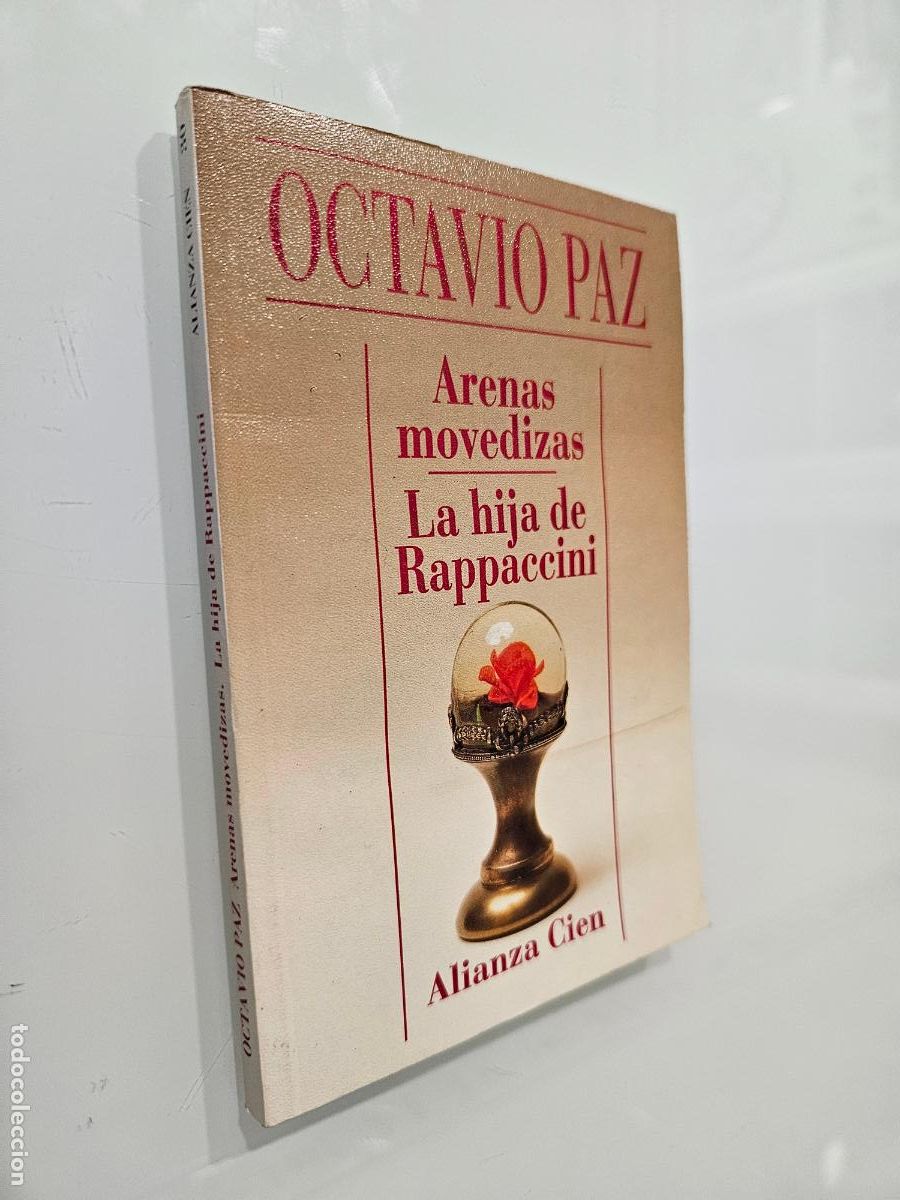 OCTAVIO PAZ
Arenas
movedizas
La hija de
Rappaccini
Alianza Cien
OCTAVIO PAZ Arenas movedizas. La hija de Rappaccini ALIANZA CIEN 30
todocoleccion